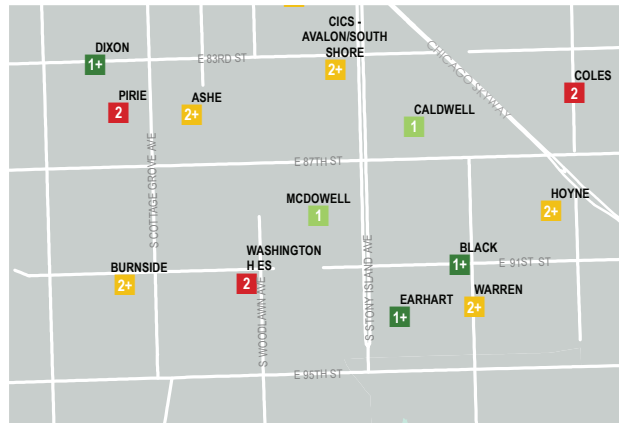 CICS -
AVALON/SOUTH
SHORE
2+
DIXON
1+
E 83RD ST
CHICAGO SKYWAY
COLES
2
PIRIE
2
ASHE
2+
CALDWELL
1
S COTTAGE GROVE AVE
E 87TH ST
MCDOWELL
1
HOYNE
2+
S STONY ISLAND AVE
WASHINGTON
H ES
2
BLACK
1+
E 91ST ST
BURNSIDE
2+
S WOODLAWN AVE
EARHART
1+
WARREN
2+
E 95TH ST